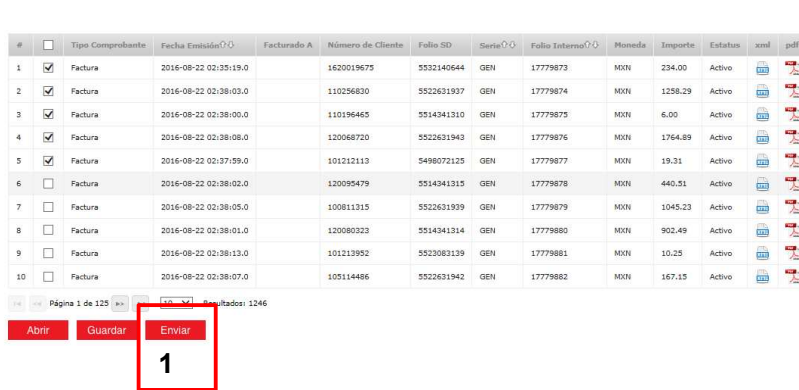 # Tipo Comprobante Fecha Emisión Facturado A Número de Cliente Folio SD Serie Folio Interno Moneda Importe Estatus xml pdf
1 Factura 2016-08-22 02:35:19.0 1620019675 5532140644 GEN 17779873 MXN 234.00 Activo
2 Factura 2016-08-22 02:38:03.0 110256830 5522631937 GEN 17779874 MXN 1258.29 Activo
3 Factura 2016-08-22 02:38:00.0 110196465 5514341310 GEN 17779875 MXN 6.00 Activo
4 Factura 2016-08-22 02:38:08.0 120068720 5522631943 GEN 17779876 MXN 1764.89 Activo
5 Factura 2016-08-22 02:37:59.0 101212113 5498072125 GEN 17779877 MXN 19.31 Activo
6 Factura 2016-08-22 02:38:02.0 120095479 5514341315 GEN 17779878 MXN 440.51 Activo
7 Factura 2016-08-22 02:38:05.0 100811315 5522631939 GEN 17779879 MXN 1045.23 Activo
8 Factura 2016-08-22 02:38:01.0 120080323 5514341314 GEN 17779880 MXN 902.49 Activo
9 Factura 2016-08-22 02:38:13.0 101213952 5523083139 GEN 17779881 MXN 10.25 Activo
10 Factura 2016-08-22 02:38:07.0 105114486 5522631942 GEN 17779882 MXN 167.15 Activo
Página 1 de 125 10 Resultados: 1246
Abrir Guardar Enviar
1